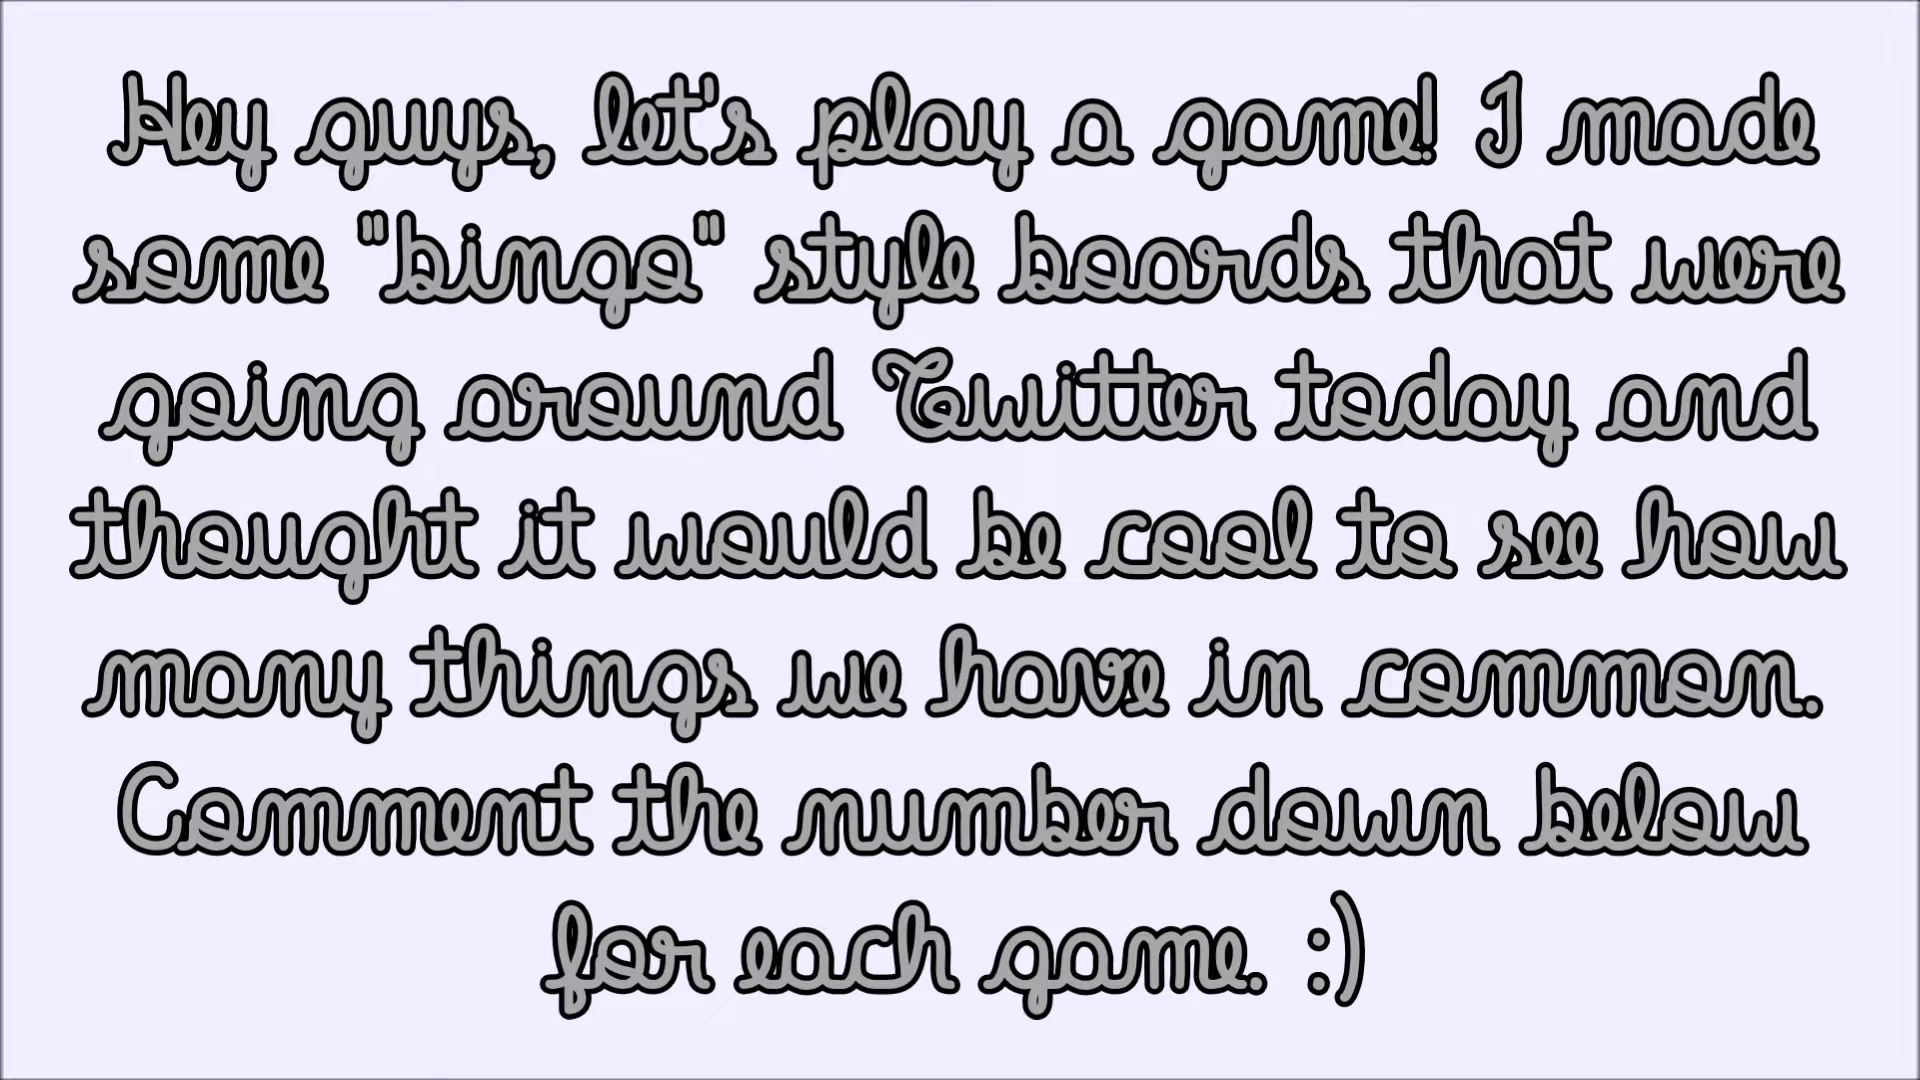 Hey guys, let's play a game! I made
some "bingo" style boards that were
going around Twitter today and
thought it would be cool to see how
many things we have in common.
Comment the number down below
for each game. :)